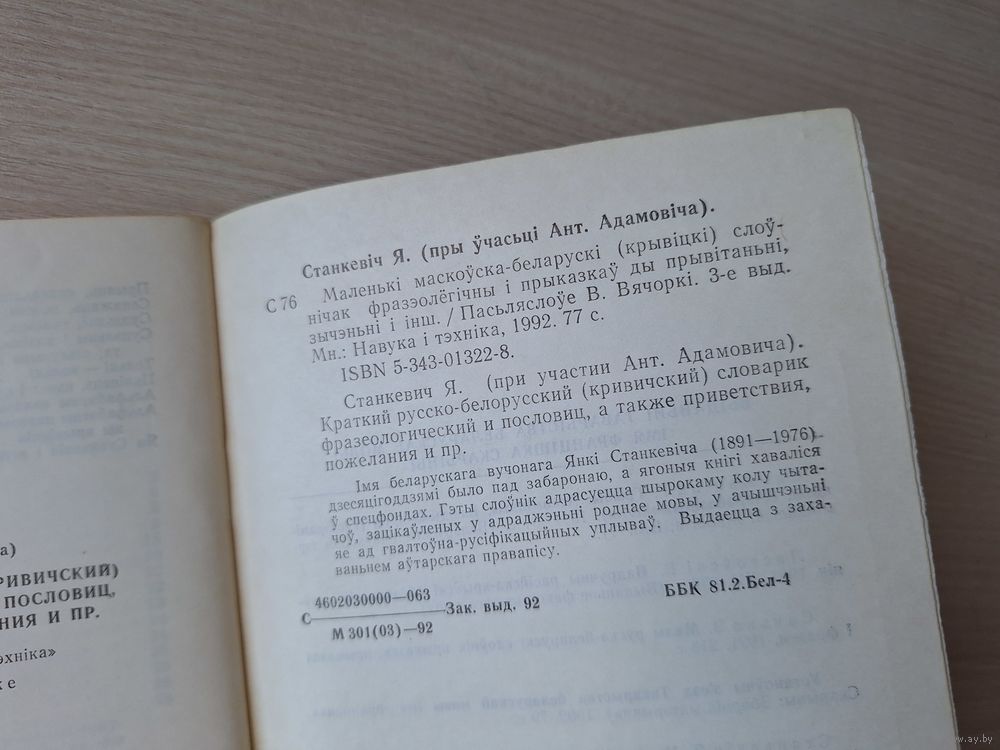 Станкевіч Я. (пры ўчасьці Ант. Адамовіча).
С 76 Маленькі маскоўска-беларускі (крывіцкі) слоў-
нічак фразэолёгічны і прыказкаў ды прывітаньні,
зычэньні і інш. / Пасьляслоўе В. Вячоркі. 3-е выд.
Мн.: Навука і тэхніка, 1992. 77 с.
ISBN 5-343-01322-8.
Станкевич Я. (при участии Ант. Адамовича).
Краткий русско-белорусский (кривичский) словарик
фразеологический и пословиц, а также приветствия,
пожелания и пр.
Імя беларускага вучонага Янкі Станкевіча (1891—1976)
дзесяцігоддзямі было пад забаронаю, а ягоныя кнігі хаваліся
ў спецфондах. Гэты слоўнік адрасуецца шырокаму колу чыта-
чоў, зацікаўленых у адраджэньні роднае мовы, у ачышчэньні
яе ад гвалтоўна-русіфікацыйных уплываў. Выдаецца з заха-
ваньнем аўтарскага правапісу.
С 4602030000—063
М 301(03)—92
Зак. выд. 92
ББК 81.2.Бел-4
а)
РИВИЧСКИЙ)
ПОСЛОВИЦ,
НИЯ И ПР.
эхніка»
ке
www.ay.by